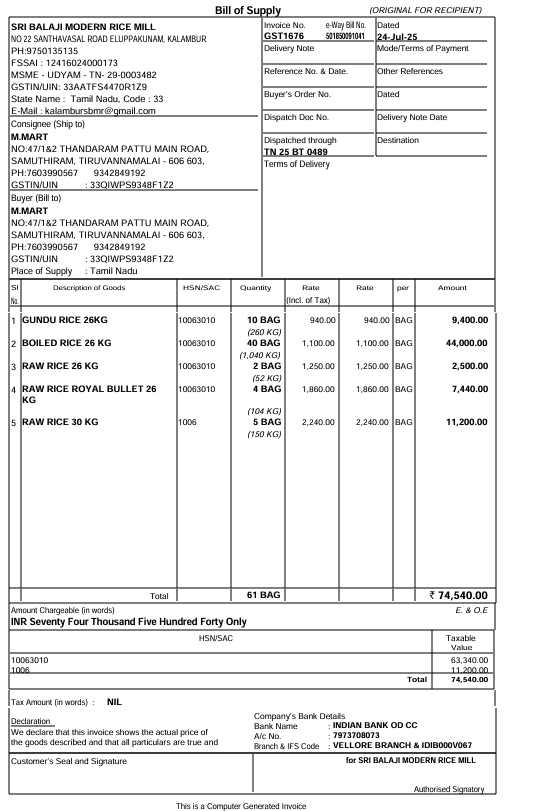 Bill of Supply
(ORIGINAL FOR RECIPIENT)
SRI BALAJI MODERN RICE MILL
NO 22 SANTHAVASAL ROAD ELUPPAKUNAM, KALAMBUR
PH:9750135135
FSSAI : 12416024000173
MSME - UDYAM - TN- 29-0003482
GSTIN/UIN: 33AATFS4470R1Z9
State Name : Tamil Nadu, Code : 33
E-Mail : kalambursbmr@gmail.com
Invoice No. e-Way Bill No. Dated
GST1676 501850091041 24-Jul-25
Delivery Note Mode/Terms of Payment
Reference No. & Date. Other References
Buyer's Order No. Dated
Dispatch Doc No. Delivery Note Date
Dispatched through Destination
TN 25 BT 0489
Terms of Delivery
Consignee (Ship to)
M.MART
NO:47/1&2 THANDARAM PATTU MAIN ROAD,
SAMUTHIRAM, TIRUVANNAMALAI - 606 603,
PH:7603990567 9342849192
GSTIN/UIN : 33QIWPS9348F1Z2
Buyer (Bill to)
M.MART
NO:47/1&2 THANDARAM PATTU MAIN ROAD,
SAMUTHIRAM, TIRUVANNAMALAI - 606 603,
PH:7603990567 9342849192
GSTIN/UIN : 33QIWPS9348F1Z2
Place of Supply : Tamil Nadu
Sl Description of Goods HSN/SAC Quantity Rate Rate per Amount
No. (Incl. of Tax)
1 GUNDU RICE 26KG 10063010 10 BAG 940.00 940.00 BAG 9,400.00
(260 KG)
2 BOILED RICE 26 KG 10063010 40 BAG 1,100.00 1,100.00 BAG 44,000.00
(1,040 KG)
3 RAW RICE 26 KG 10063010 2 BAG 1,250.00 1,250.00 BAG 2,500.00
(52 KG)
4 RAW RICE ROYAL BULLET 26 10063010 4 BAG 1,860.00 1,860.00 BAG 7,440.00
KG
(104 KG)
5 RAW RICE 30 KG 1006 5 BAG 2,240.00 2,240.00 BAG 11,200.00
(150 KG)
Total 61 BAG ₹ 74,540.00
Amount Chargeable (in words) E. & O.E
INR Seventy Four Thousand Five Hundred Forty Only
HSN/SAC Taxable
Value
10063010 63,340.00
1006 11,200.00
Total 74,540.00
Tax Amount (in words) : NIL
Declaration
We declare that this invoice shows the actual price of
the goods described and that all particulars are true and
Company's Bank Details
Bank Name : INDIAN BANK OD CC
A/c No. : 7973708073
Branch & IFS Code : VELLORE BRANCH & IDIB000V067
Customer's Seal and Signature
for SRI BALAJI MODERN RICE MILL
Authorised Signatory
This is a Computer Generated Invoice